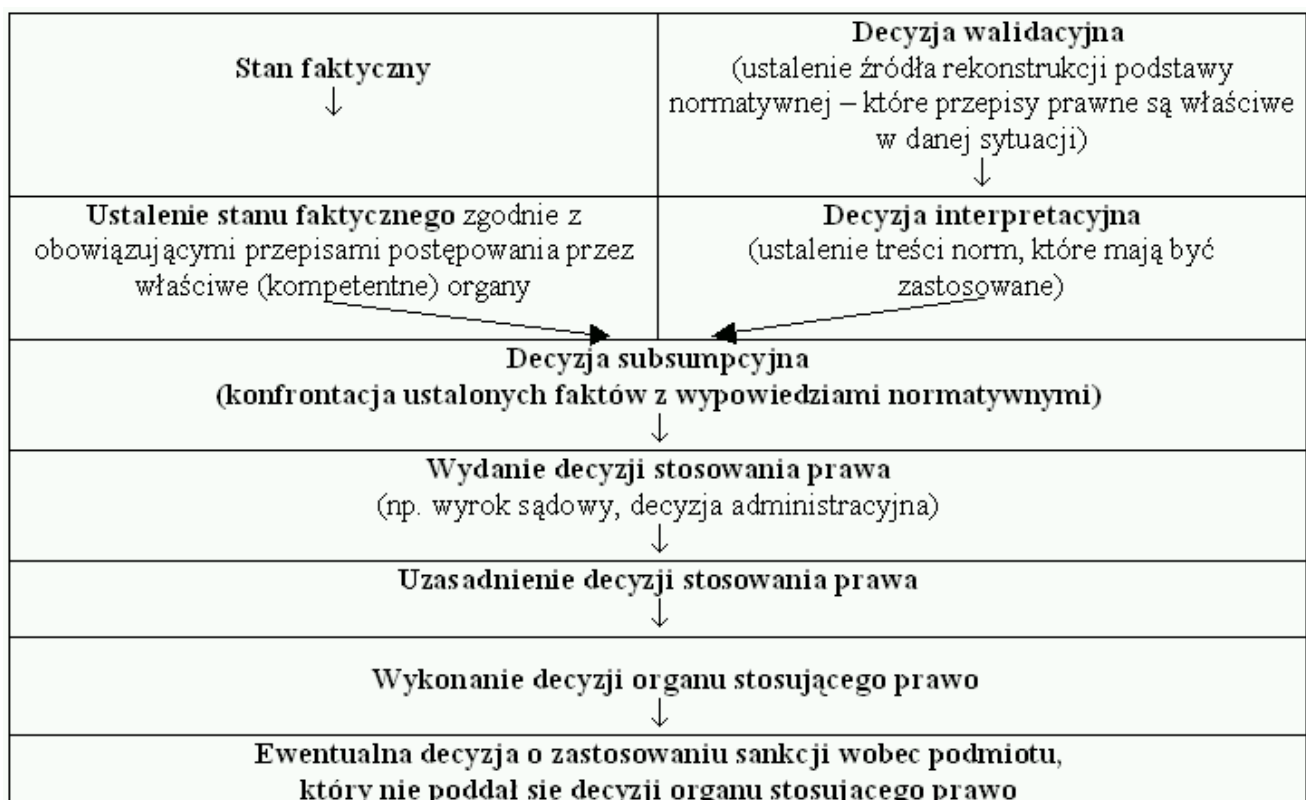 Stan faktyczny
↓
Decyzja walidacyjna
(ustalenie źródła rekonstrukcji podstawy
normatywnej – które przepisy prawne są właściwe
w danej sytuacji)
↓
Ustalenie stanu faktycznego zgodnie z
obowiązującymi przepisami postępowania przez
właściwe (kompetentne) organy
Decyzja interpretacyjna
(ustalenie treści norm, które mają być
zastosowane)
Decyzja subsumpcyjna
(konfrontacja ustalonych faktów z wypowiedziami normatywnymi)
↓
Wydanie decyzji stosowania prawa
(np. wyrok sądowy, decyzja administracyjna)
↓
Uzasadnienie decyzji stosowania prawa
↓
Wykonanie decyzji organu stosującego prawo
↓
Ewentualna decyzja o zastosowaniu sankcji wobec podmiotu,
który nie poddał się decyzji organu stosującego prawo